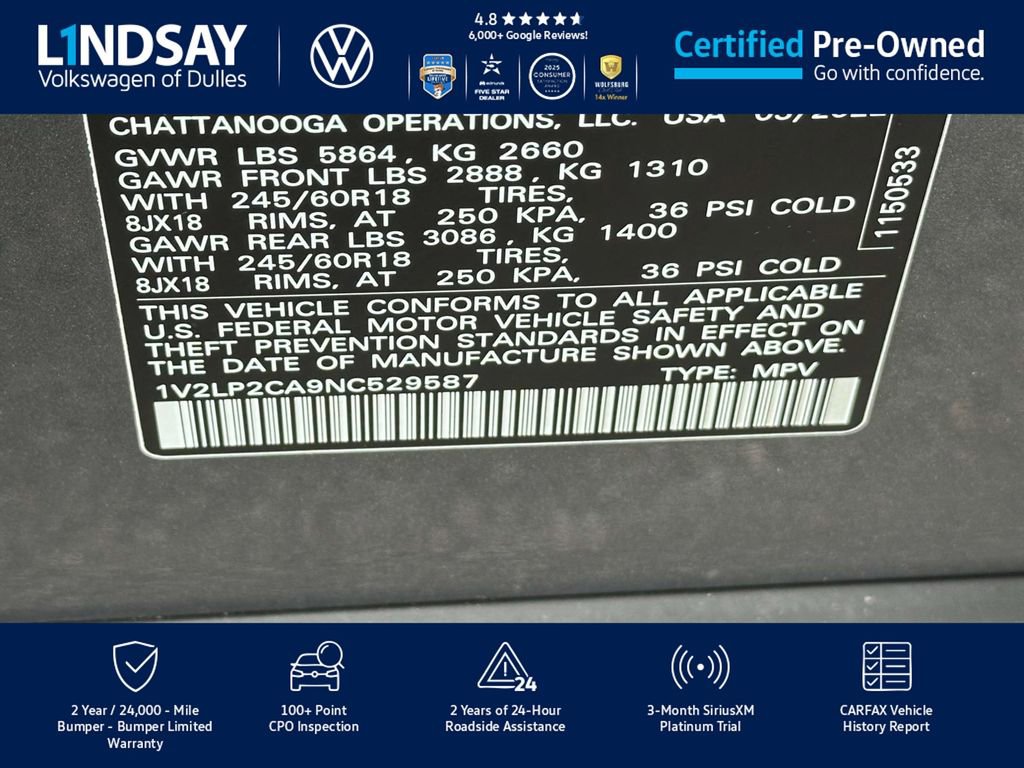 L1NDSAY
Volkswagen of Dulles
4.8
6,000+ Google Reviews!
FIVE STAR
DEALER
2025
CONSUMER
SATISFACTION
AWARD
WOLFSBURG
14x Winner
Certified Pre-Owned
Go with confidence.
CHATTANOOGA OPERATIONS, LLC. USA
GVWR LBS 5864, KG 2660
GAWR FRONT LBS 2888, KG 1310
WITH 245/60R18 TIRES,
8JX18 RIMS, AT 250 KPA, 36 PSI COLD
GAWR REAR LBS 3086, KG 1400
WITH 245/60R18 TIRES,
8JX18 RIMS, AT 250 KPA, 36 PSI COLD
1150533
THIS VEHICLE CONFORMS TO ALL APPLICABLE
U.S. FEDERAL MOTOR VEHICLE SAFETY AND
THEFT PREVENTION STANDARDS IN EFFECT ON
THE DATE OF MANUFACTURE SHOWN ABOVE.
1V2LP2CA9NC529587 TYPE: MPV
2 Year / 24,000 - Mile
Bumper - Bumper Limited
Warranty
100+ Point
CPO Inspection
24
2 Years of 24-Hour
Roadside Assistance
3-Month SiriusXM
Platinum Trial
CARFAX Vehicle
History Report